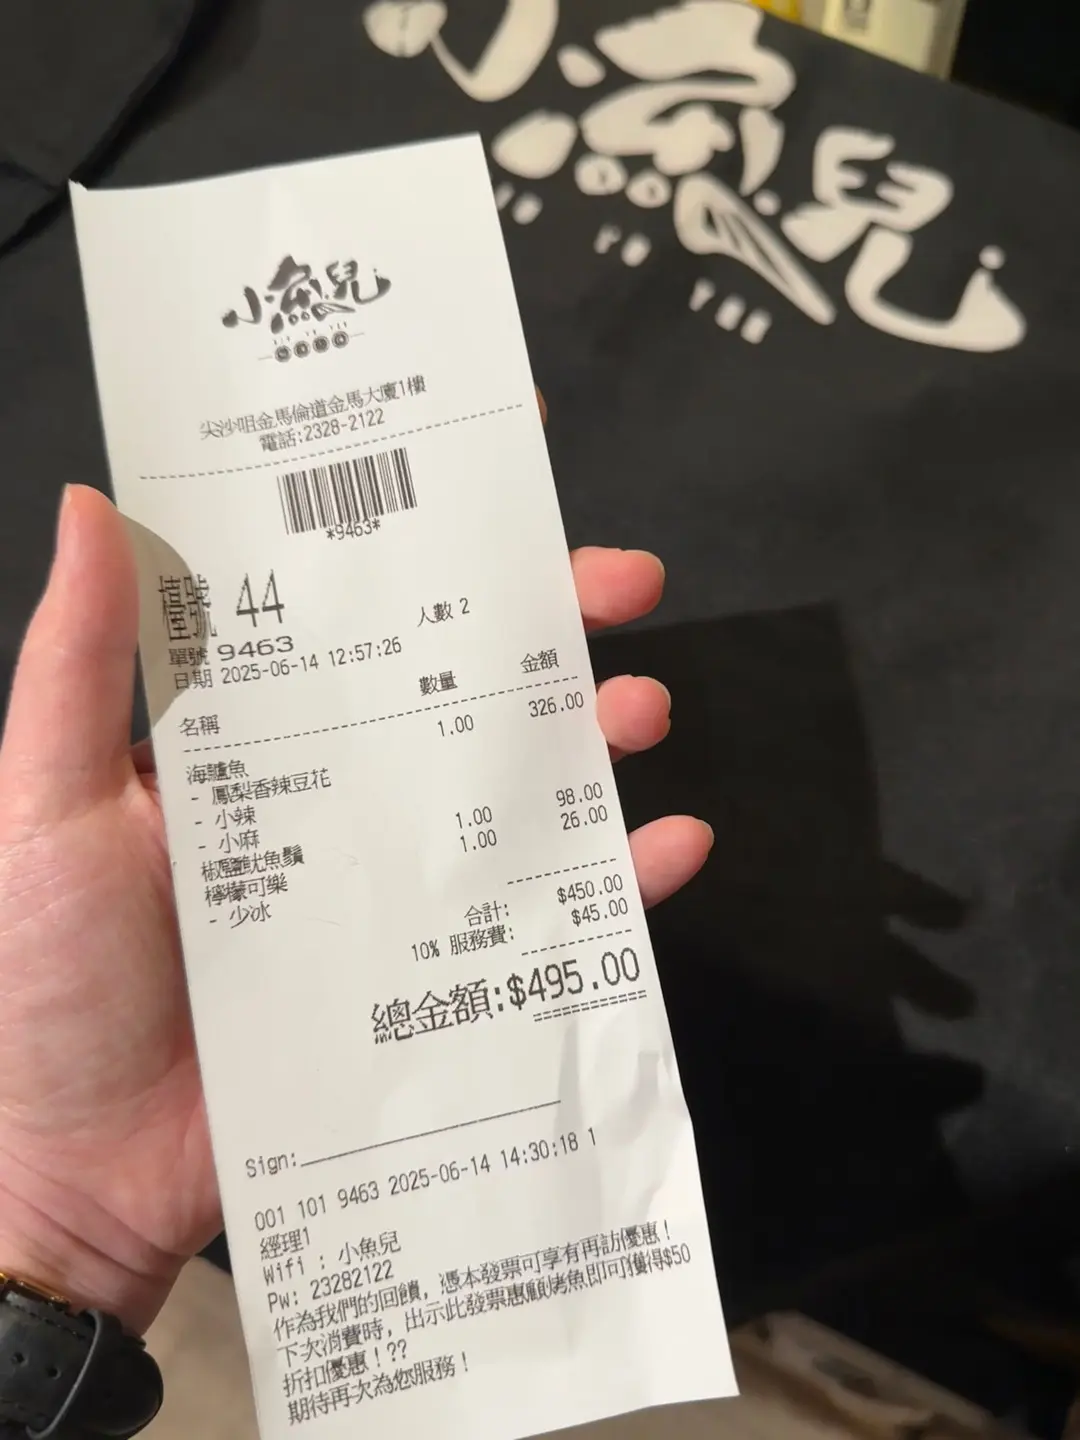 小魚兒
YU
YEE
小魚兒
SIU YU YEE
尖沙咀金馬倫道金馬大廈1樓
電話:2328-2122
*9463*
檯號 44
人數 2
單號 9463
日期 2025-06-14 12:57:26
名稱 數量 金額
海鱸魚 1.00 326.00
- 鳳梨香辣豆花
- 小辣
- 小麻
椒鹽魷魚鬚 1.00 98.00
檸檬可樂 1.00 26.00
- 少冰
合計: $450.00
10% 服務費: $45.00
總金額:$495.00
Sign:
001 101 9463 2025-06-14 14:30:18 1
經理1
Wifi : 小魚兒
Pw: 23282122
作為我們的回饋，憑本發票可享有再訪優惠！
下次消費時，出示此發票惠顧烤魚即可獲得$50
折扣優惠！??
期待再次為您服務！